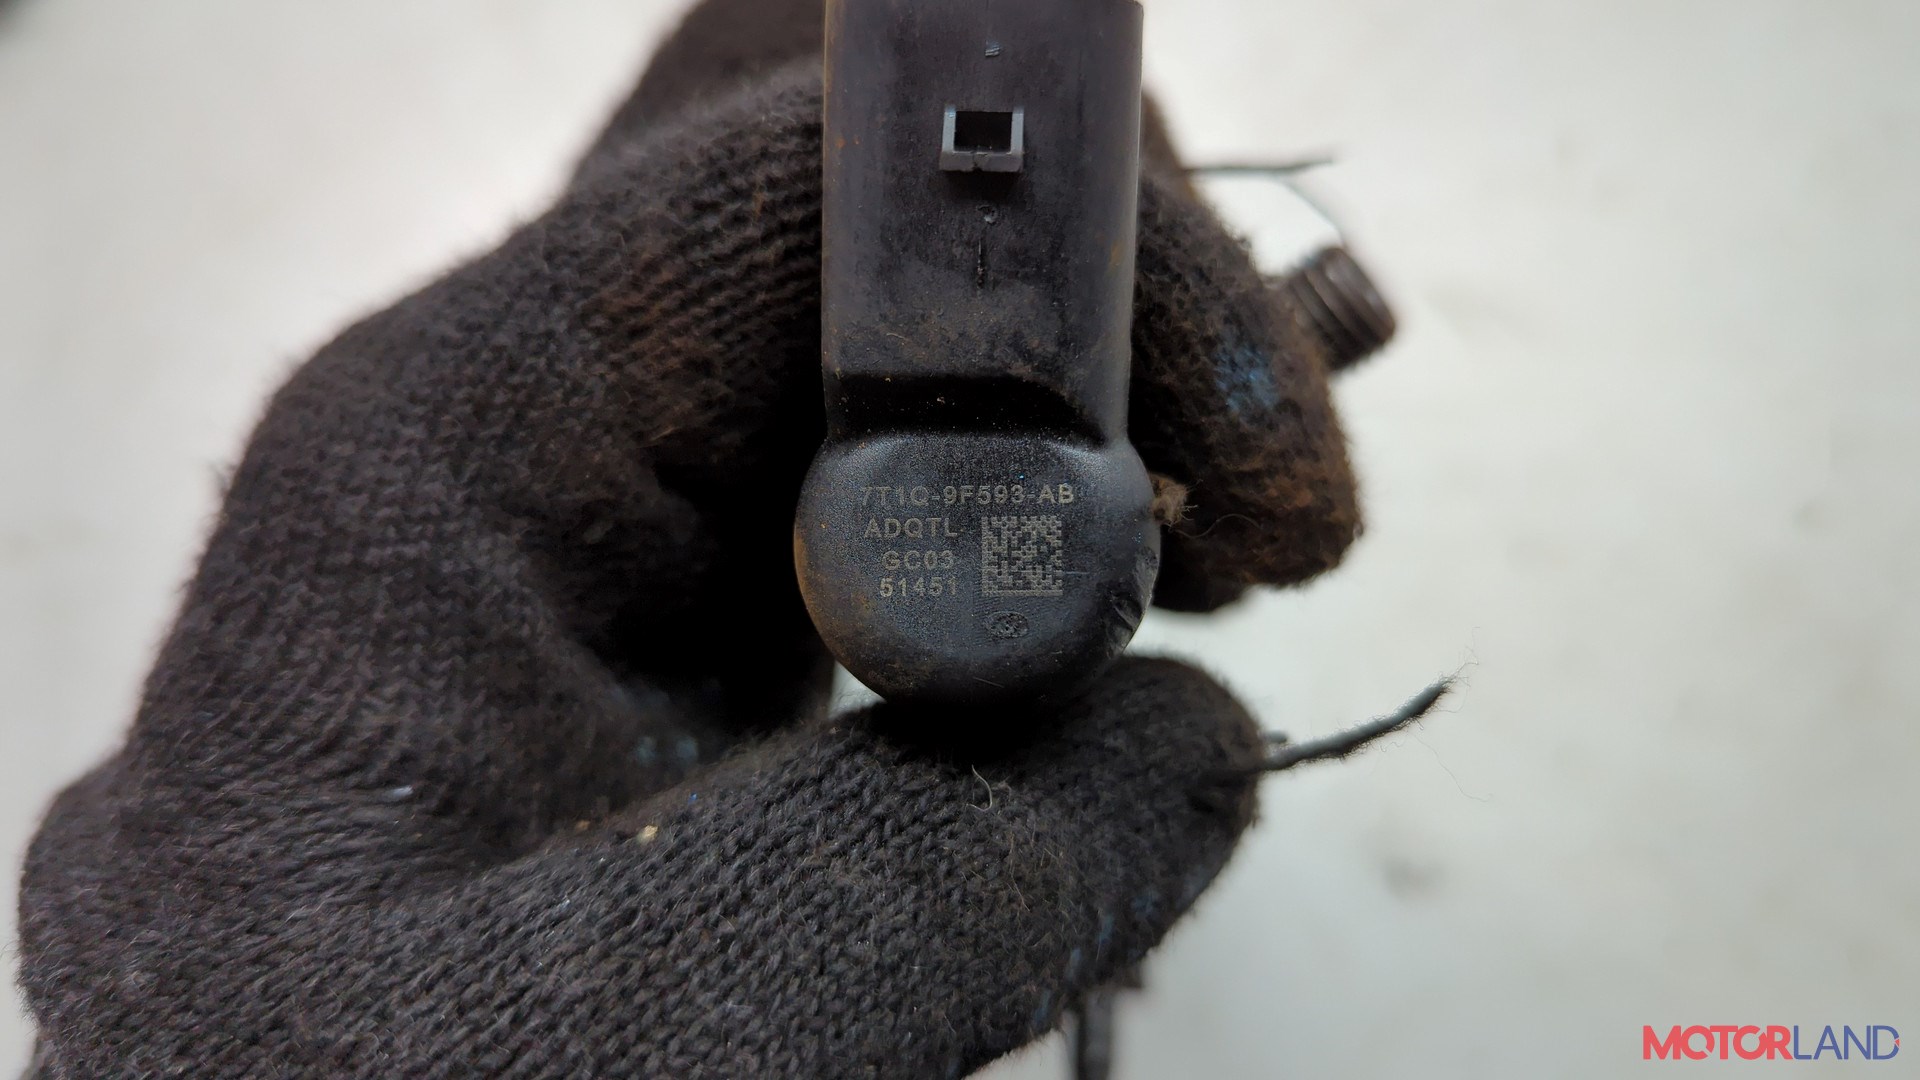 7T1Q-9F593-AB
ADQTL
GC03
51451
MOTORLAND